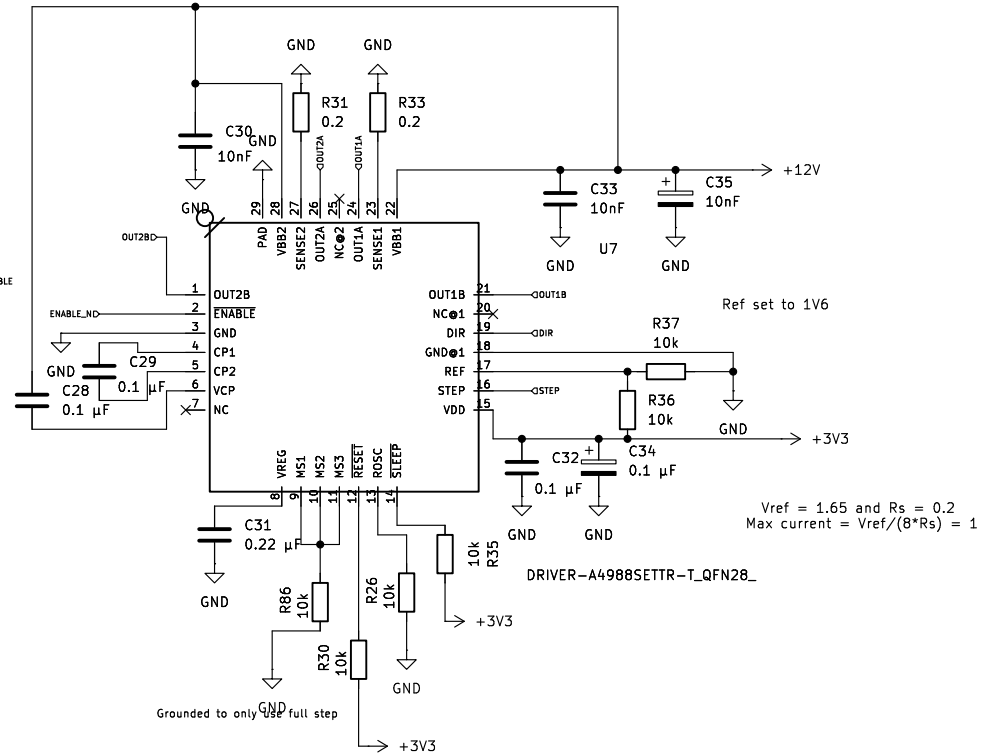 GND
GND
R31
0.2
R33
0.2
C30
10nF
GND
OUT2A
OUT1A
+12V
C33
10nF
C35
10nF
+
GND
29
28
27
26
25
24
23
22
PAD
VBB2
SENSE2
OUT2A
NC@2
OUT1A
SENSE1
VBB1
U7
GND
GND
OUT2B
BLE
1
OUT2B
ENABLE_N
2
ENABLE
3
GND
4
CP1
5
CP2
6
VCP
7
NC
GND
C29
0.1 µF
C28
0.1 µF
OUT1B
21
OUT1B
NC@1
20
DIR
19
DIR
GND@1
18
REF
17
STEP
16
STEP
VDD
15
Ref set to 1V6
R37
10k
R36
10k
GND
+3V3
C32
0.1 µF
+
C34
0.1 µF
GND
GND
VREG
MS1
MS2
MS3
RESET
ROSC
SLEEP
8
9
10
11
12
13
14
Vref = 1.65 and Rs = 0.2
Max current = Vref/(8*Rs) = 1
C31
0.22 µF
GND
10k
R35
DRIVER-A4988SETTR-T_QFN28_
R86
10k
R26
10k
+3V3
R30
10k
GND
GND
Grounded to only use full step
+3V3